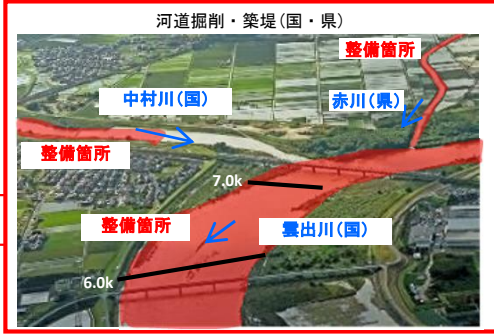 河道掘削・築堤(国・県)
整備箇所
中村川(国)
赤川(県)
整備箇所
7.0k
整備箇所
雲出川(国)
6.0k